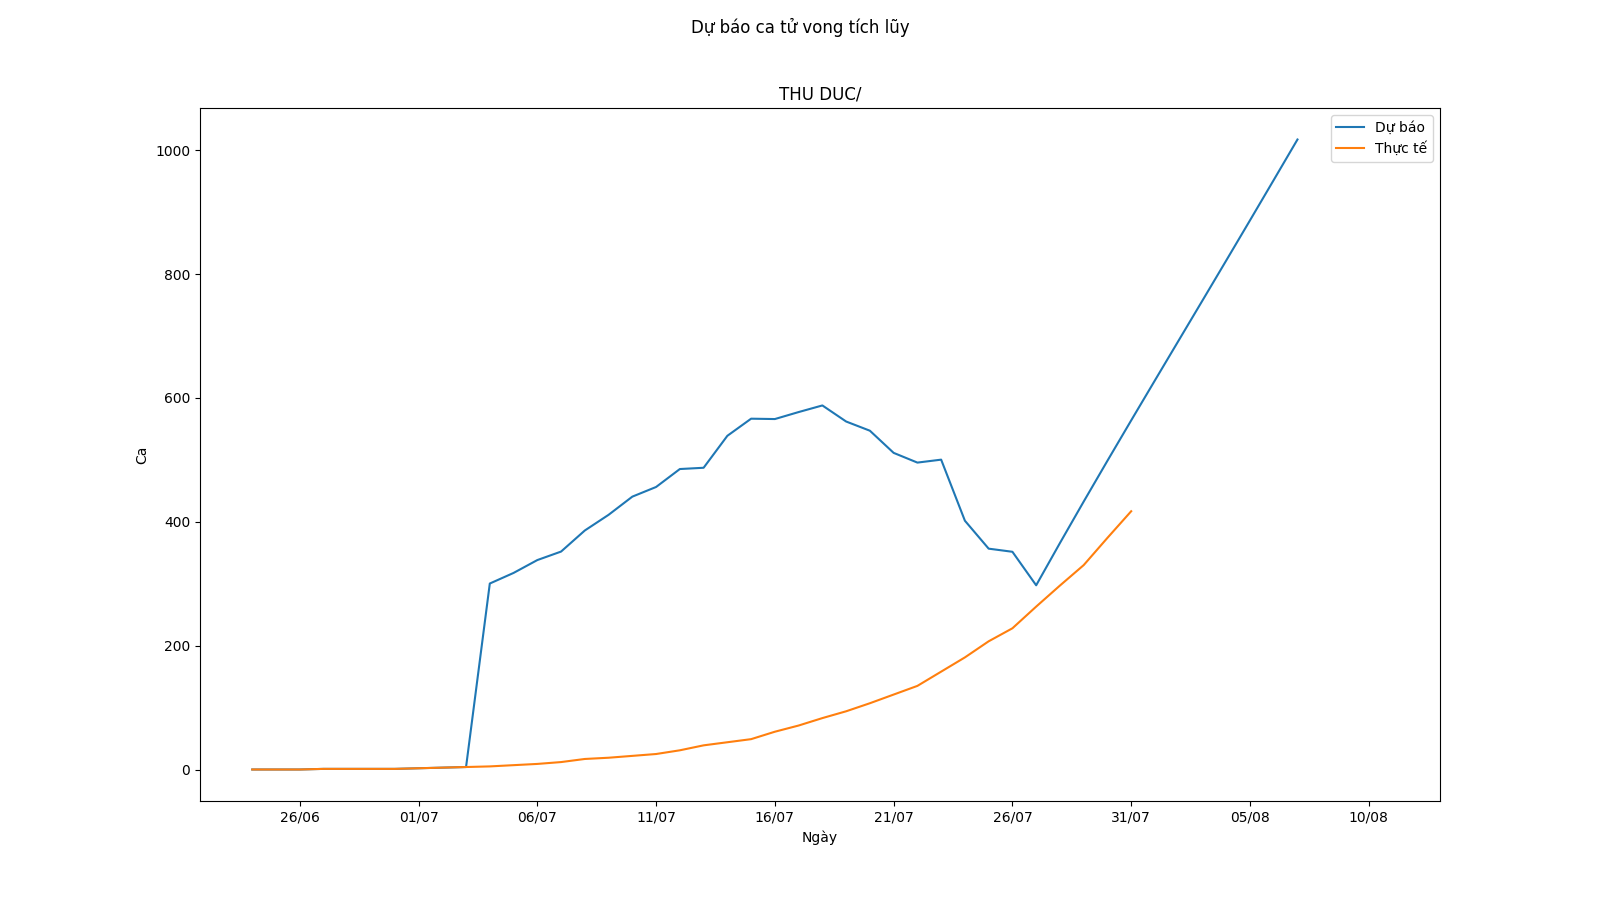 Dự báo ca tử vong tích lũy
THU DUC/
Dự báo
Thực tế
1000
800
600
400
200
0
Ca
26/06
01/07
06/07
11/07
16/07
21/07
26/07
31/07
05/08
10/08
Ngày